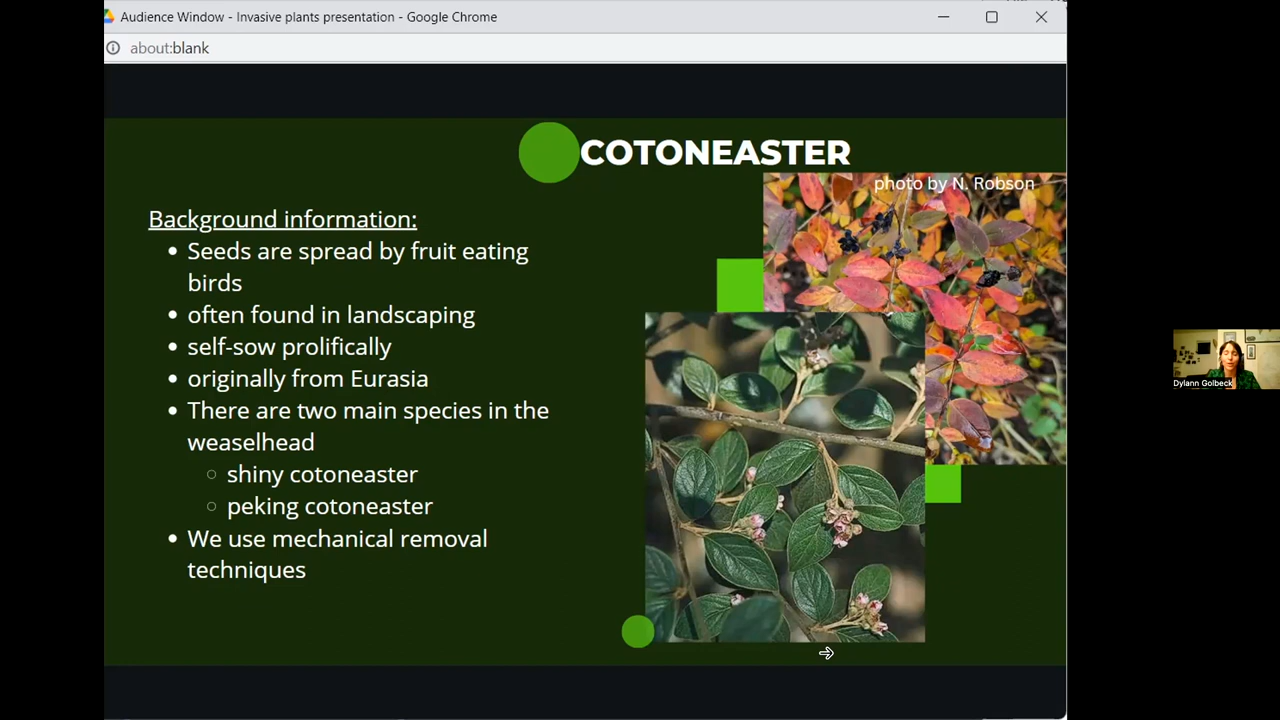 Audience Window - Invasive plants presentation - Google Chrome
about:blank
COTONEASTER
photo by N. Robson
Background information:
• Seeds are spread by fruit eating
birds
• often found in landscaping
• self-sow prolifically
• originally from Eurasia
• There are two main species in the
weaselhead
○ shiny cotoneaster
○ peking cotoneaster
• We use mechanical removal
techniques
Dylann Golbeck